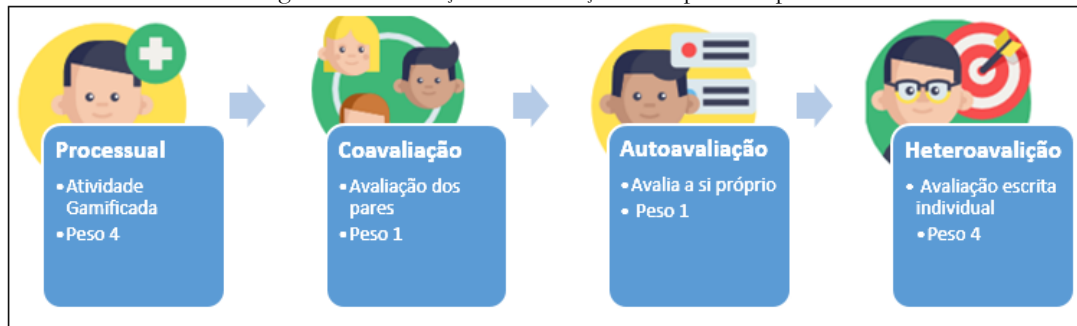 Processual
•Atividade
Gamificada
•Peso 4
Coavaliação
•Avaliação dos
pares
•Peso 1
Autoavaliação
•Avalia a si próprio
• Peso 1
Heteroavalição
• Avaliação escrita
individual
•Peso 4